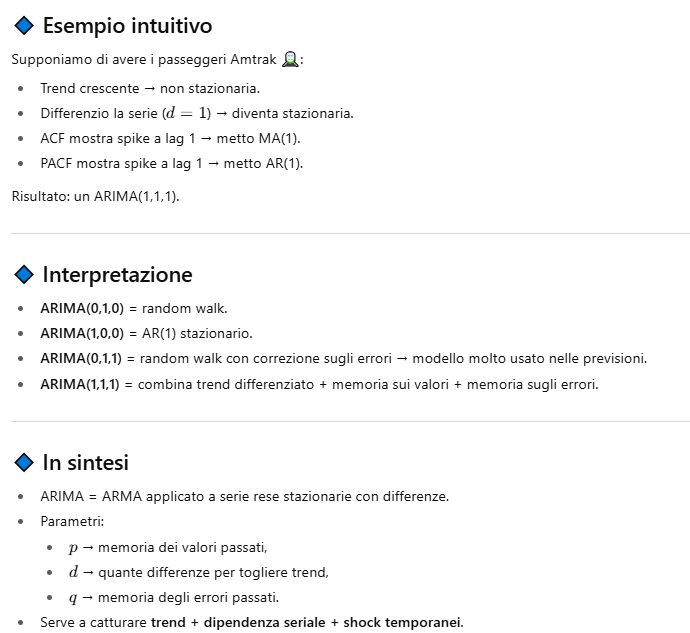 Esempio intuitivo
Supponiamo di avere i passeggeri Amtrak 🚆:
• Trend crescente → non stazionaria.
• Differenzio la serie (d = 1) → diventa stazionaria.
• ACF mostra spike a lag 1 → metto MA(1).
• PACF mostra spike a lag 1 → metto AR(1).
Risultato: un ARIMA(1,1,1).
Interpretazione
• ARIMA(0,1,0) = random walk.
• ARIMA(1,0,0) = AR(1) stazionario.
• ARIMA(0,1,1) = random walk con correzione sugli errori → modello molto usato nelle previsioni.
• ARIMA(1,1,1) = combina trend differenziato + memoria sui valori + memoria sugli errori.
In sintesi
• ARIMA = ARMA applicato a serie rese stazionarie con differenze.
• Parametri:
• p → memoria dei valori passati,
• d → quante differenze per togliere trend,
• q → memoria degli errori passati.
• Serve a catturare trend + dipendenza seriale + shock temporanei.